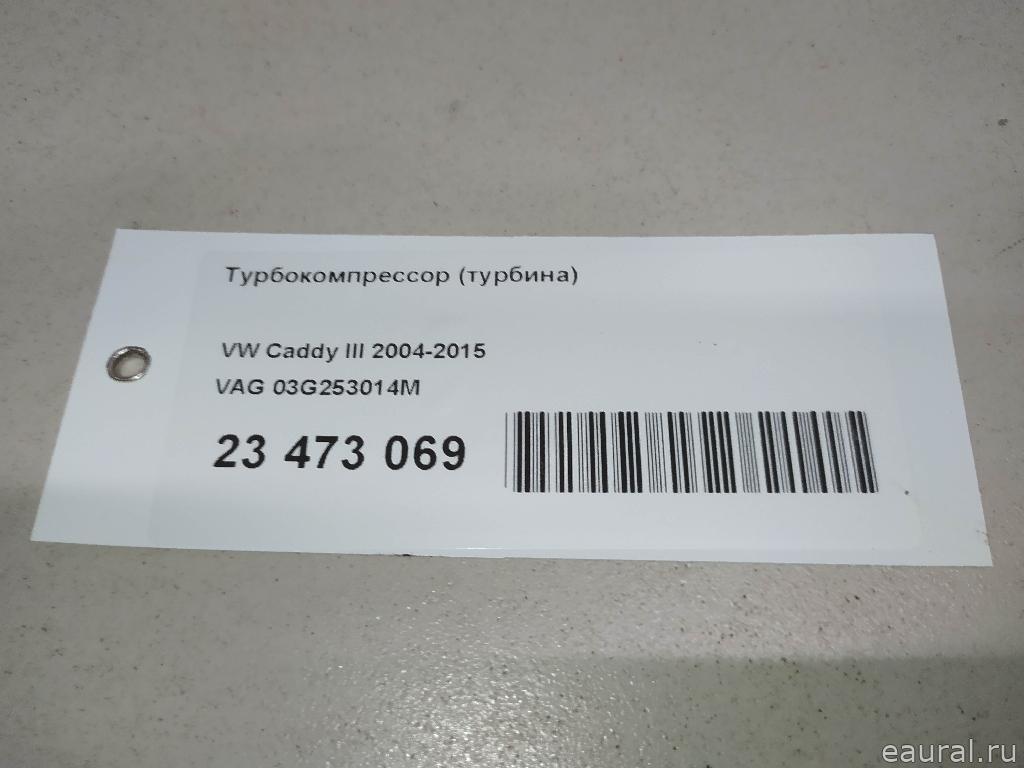 Турбокомпрессор (турбина)
VW Caddy III 2004-2015
VAG 03G253014M
23 473 069
eaural.ru